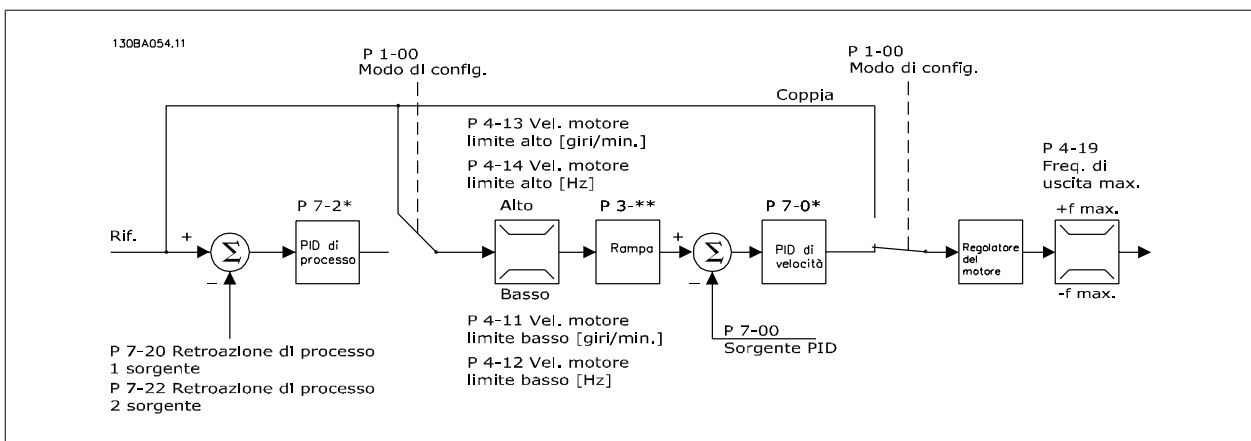 130BA054.11
P 1-00
Modo di config.
P 1-00
Modo di config.
Coppia
P 4-13 Vel. motore
limite alto [giri/min.]
P 4-14 Vel. motore
limite alto [Hz]
P 4-19
Freq. di
uscita max.
P 7-2*
Alto
P 3-**
P 7-0*
+f max.
Rif.
+
Σ
PID di
processo
Rampa
+
Σ
PID di
velocità
Regolatore
del
motore
_
Basso
_
-f max.
P 4-11 Vel. motore
limite basso [giri/min.]
P 4-12 Vel. motore
limite basso [Hz]
P 7-00
Sorgente PID
P 7-20 Retroazione di processo
1 sorgente
P 7-22 Retroazione di processo
2 sorgente